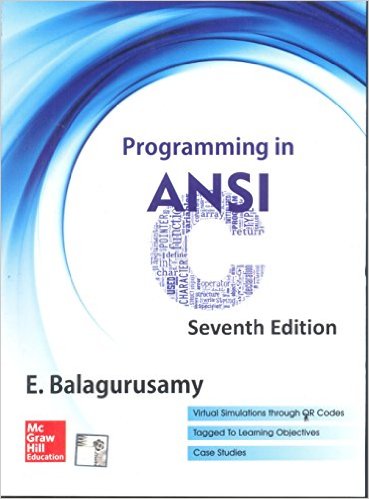 Programming in
ANSI
C
Seventh Edition
E. Balagurusamy
Virtual Simulations through QR Codes
Tagged To Learning Objectives
Case Studies
Mc
Graw
Hill
Education